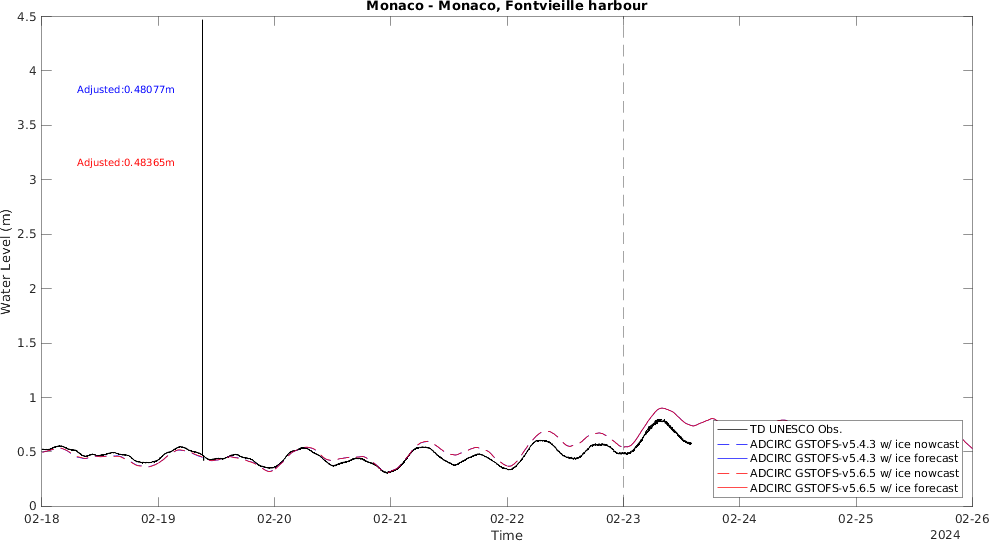 Monaco - Monaco, Fontvieille harbour
4.5
4
3.5
3
2.5
2
1.5
1
0.5
0
Water Level (m)
Adjusted:0.48077m
Adjusted:0.48365m
TD UNESCO Obs.
ADCIRC GSTOFS-v5.4.3 w/ ice nowcast
ADCIRC GSTOFS-v5.4.3 w/ ice forecast
ADCIRC GSTOFS-v5.6.5 w/ ice nowcast
ADCIRC GSTOFS-v5.6.5 w/ ice forecast
02-18 02-19 02-20 02-21 02-22 02-23 02-24 02-25 02-26
Time
2024